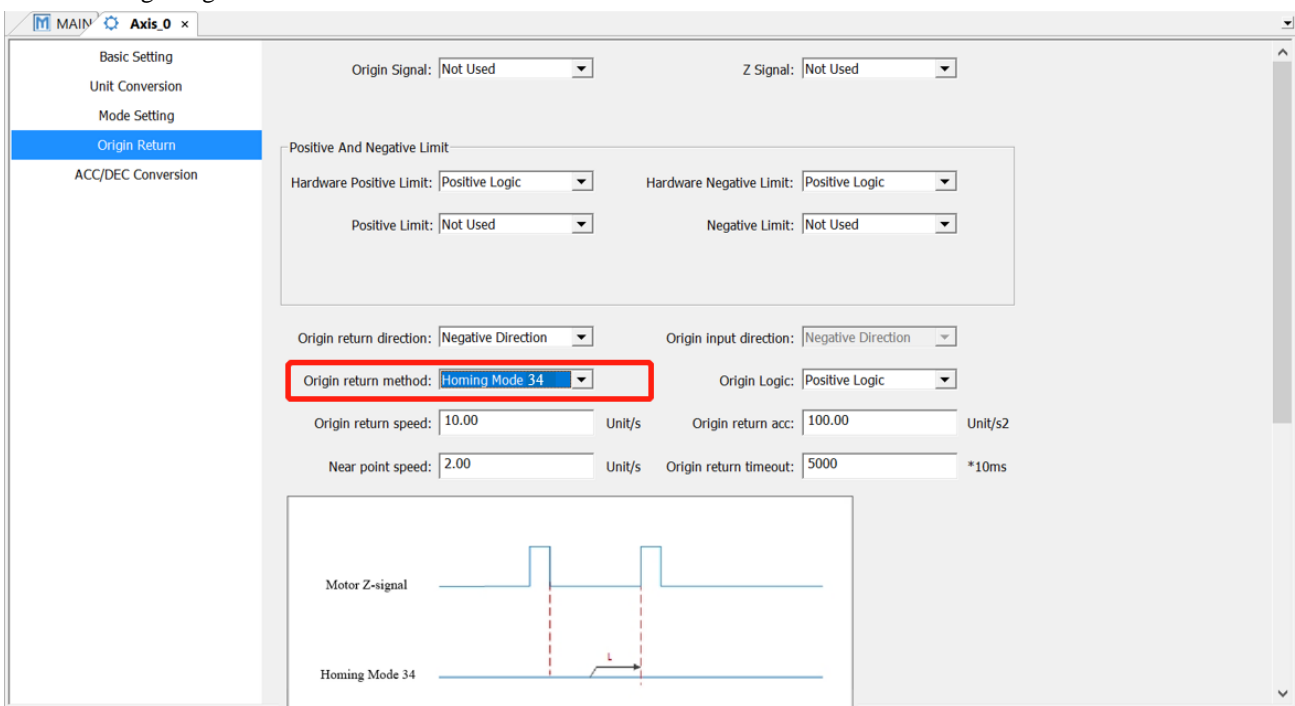 MAIN Axis_0 ×
Basic Setting
Unit Conversion
Mode Setting
Origin Return
ACC/DEC Conversion
Origin Signal: Not Used Z Signal: Not Used
Positive And Negative Limit
Hardware Positive Limit: Positive Logic Hardware Negative Limit: Positive Logic
Positive Limit: Not Used Negative Limit: Not Used
Origin return direction: Negative Direction Origin input direction: Negative Direction
Origin return method: Homing Mode 34 Origin Logic: Positive Logic
Origin return speed: 10.00 Unit/s Origin return acc: 100.00 Unit/s2
Near point speed: 2.00 Unit/s Origin return timeout: 5000 *10ms
Motor Z-signal
L
Homing Mode 34